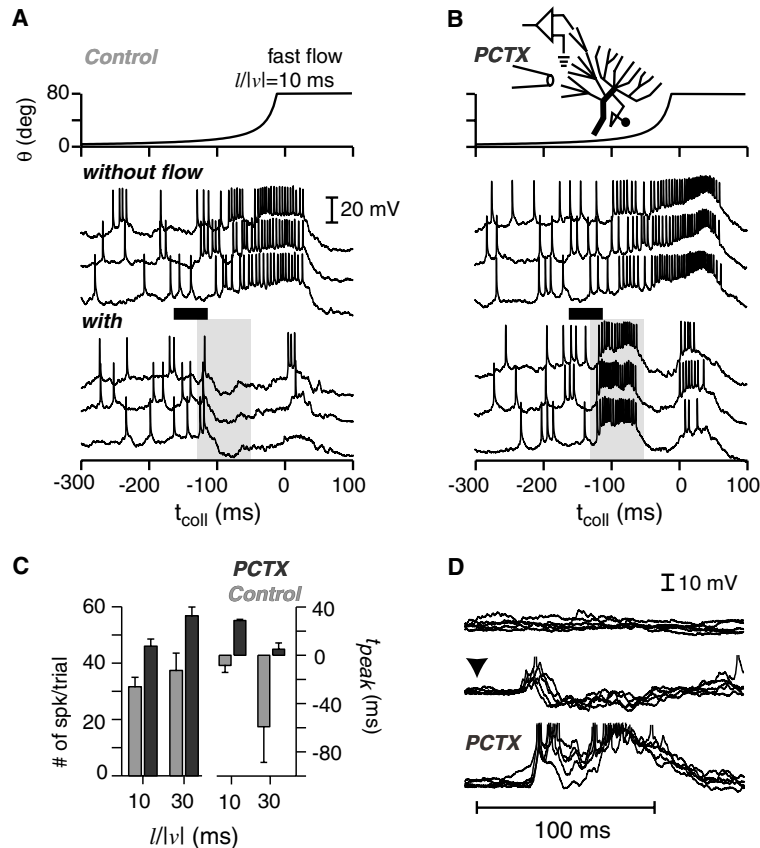 A
Control
fast flow
l/|v|=10 ms
80
0
θ (deg)
without flow
20 mV
with
-300 -200 -100 0 100
t_coll (ms)
B
PCTX
-300 -200 -100 0 100
t_coll (ms)
C
PCTX
Control
60
40
20
0
# of spk/trial
40
0
-40
-80
t_peak (ms)
10 30 10 30
l/|v| (ms)
D
10 mV
PCTX
100 ms